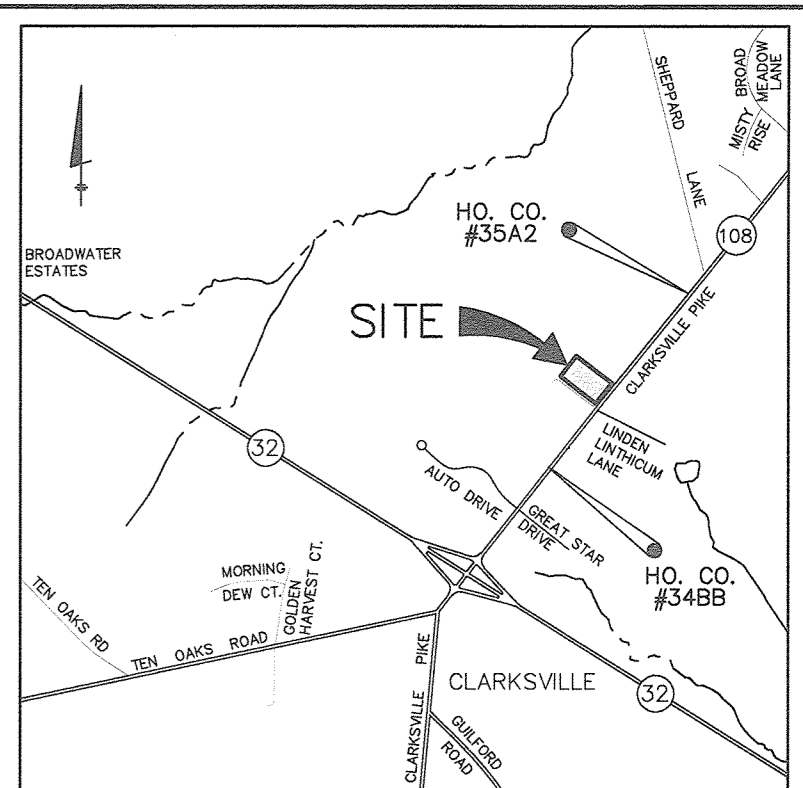 SHEPPARD
LANE
BROAD
MEADOW
LANE
MISTY
RISE
HO. CO.
#35A2
108
BROADWATER
ESTATES
SITE
CLARKSVILLE PIKE
LINDEN
LINTHICUM
LANE
32
AUTO DRIVE
GREAT STAR
DRIVE
HO. CO.
#34BB
MORNING
DEW CT.
GOLDEN
HARVEST CT.
TEN OAKS RD
TEN OAKS ROAD
CLARKSVILLE PIKE
CLARKSVILLE
32
GUILFORD
ROAD